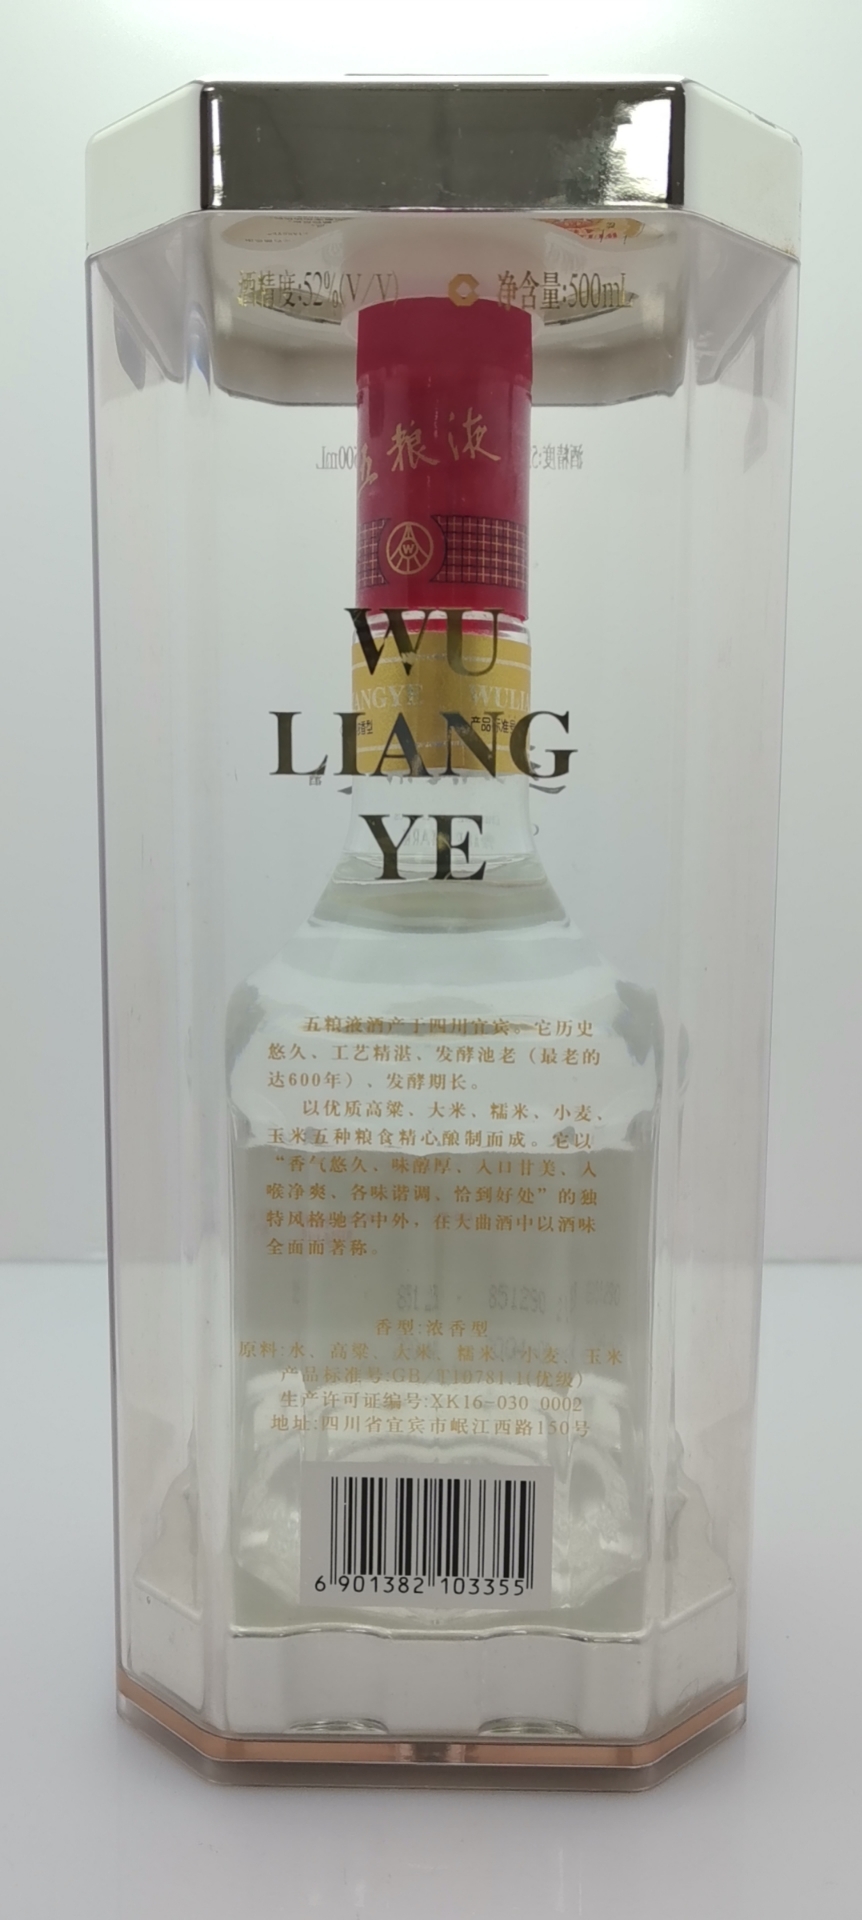 酒精度:52%(V/V) 净含量:500mL
五粮液
W
WU
ANGYE WULIA
LIANG
产品标准号
YE
五粮液酒产于四川宜宾。它历史
悠久、工艺精湛、发酵池老（最老的
达600年）、发酵期长。
以优质高粱、大米、糯米、小麦、
玉米五种粮食精心酿制而成。它以
“香气悠久、味醇厚、入口甘美、入
喉净爽、各味谐调、恰到好处”的独
特风格驰名中外，在大曲酒中以酒味
全面而著称。
香型:浓香型
原料:水、高粱、大米、糯米、小麦、玉米
产品标准号:GB/T10781.1(优级)
生产许可证编号:XK16-030 0002
地址:四川省宜宾市岷江西路150号
6 901382 103355